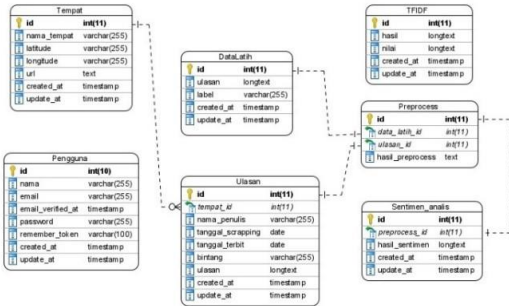 Tempat
id int(11)
nama_tempat varchar(255)
latitude varchar(255)
longitude varchar(255)
url text
created_at timestamp
update_at timestamp
DataLatih
id int(11)
ulasan longtext
label varchar(255)
created_at timestamp
update_at timestamp
TFIDF
id int(11)
hasil longtext
nilai longtext
created_at timestamp
update_at timestamp
Preprocess
id int(11)
data_latih_id int(11)
ulasan_id int(11)
hasil_preprocess text
Pengguna
id int(10)
nama varchar(255)
email varchar(255)
email_verified_at timestamp
password varchar(255)
remember_token varchar(100)
created_at timestamp
update_at timestamp
Ulasan
id int(11)
tempat_id int(11)
nama_penulis varchar(255)
tanggal_scrapping date
tanggal_terbit date
bintang varchar(255)
ulasan longtext
created_at timestamp
update_at timestamp
Sentimen_analis
id int(11)
preprocess_id int(11)
hasil_sentimen longtext
created_at timestamp
update_at timestamp